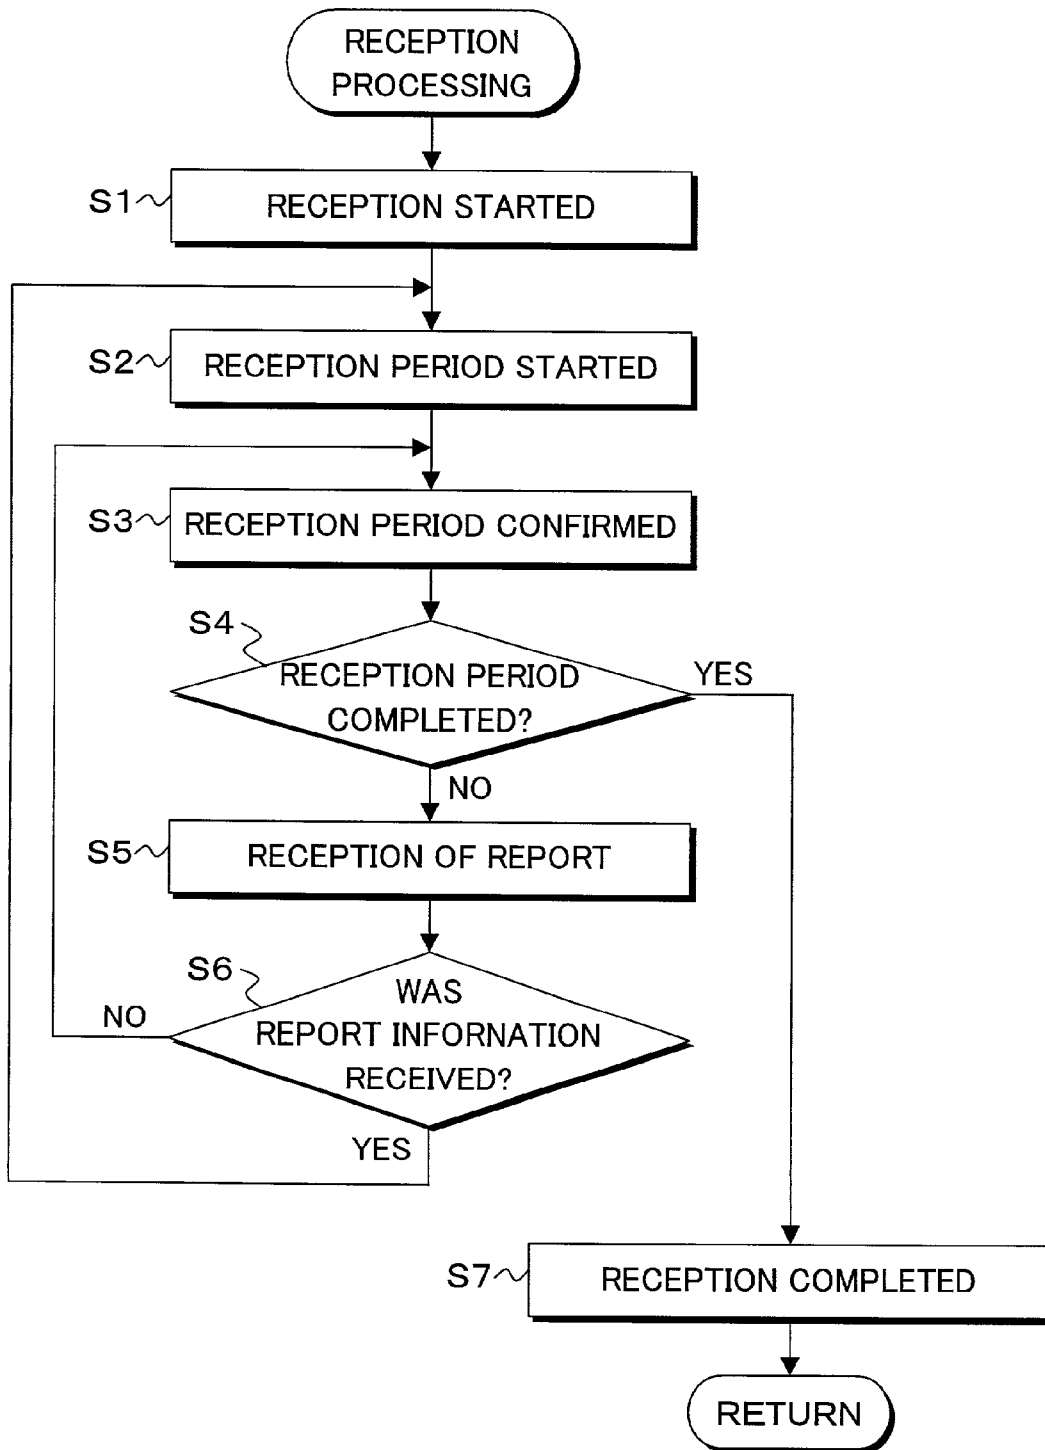 RECEPTION
PROCESSING
S1
RECEPTION STARTED
S2
RECEPTION PERIOD STARTED
S3
RECEPTION PERIOD CONFIRMED
S4
RECEPTION PERIOD
COMPLETED?
YES
NO
S5
RECEPTION OF REPORT
S6
WAS
REPORT INFORNATION
RECEIVED?
NO
YES
S7
RECEPTION COMPLETED
RETURN